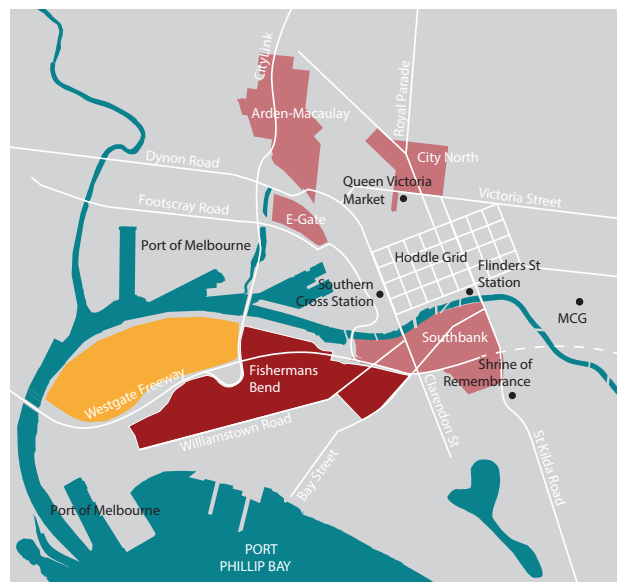 CityLink
Royal Parade
Arden-Macaulay
Dynon Road
City North
Queen Victoria
Market
Victoria Street
Footscray Road
E-Gate
Port of Melbourne
Hoddle Grid
Southern
Cross Station
Flinders St
Station
MCG
Southbank
Fishermans
Bend
Shrine of
Remembrance
Westgate Freeway
Clarendon St
Williamstown Road
Bay Street
St Kilda Road
Port of Melbourne
PORT
PHILLIP BAY